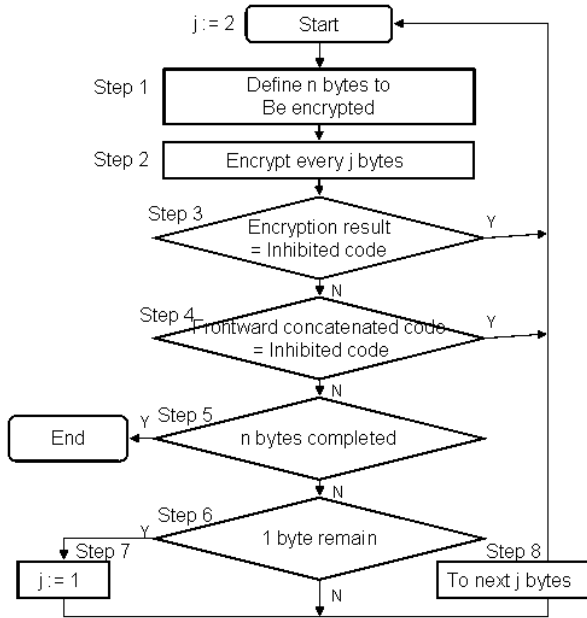 j := 2
Start
Step 1
Define n bytes to
Be encrypted
Step 2
Encrypt every j bytes
Step 3
Encryption result
= Inhibited code
Y
N
Step 4
Frontward concatenated code
= Inhibited code
Y
N
Step 5
n bytes completed
Y
End
N
Step 6
1 byte remain
Y
N
Step 7
j := 1
Step 8
To next j bytes